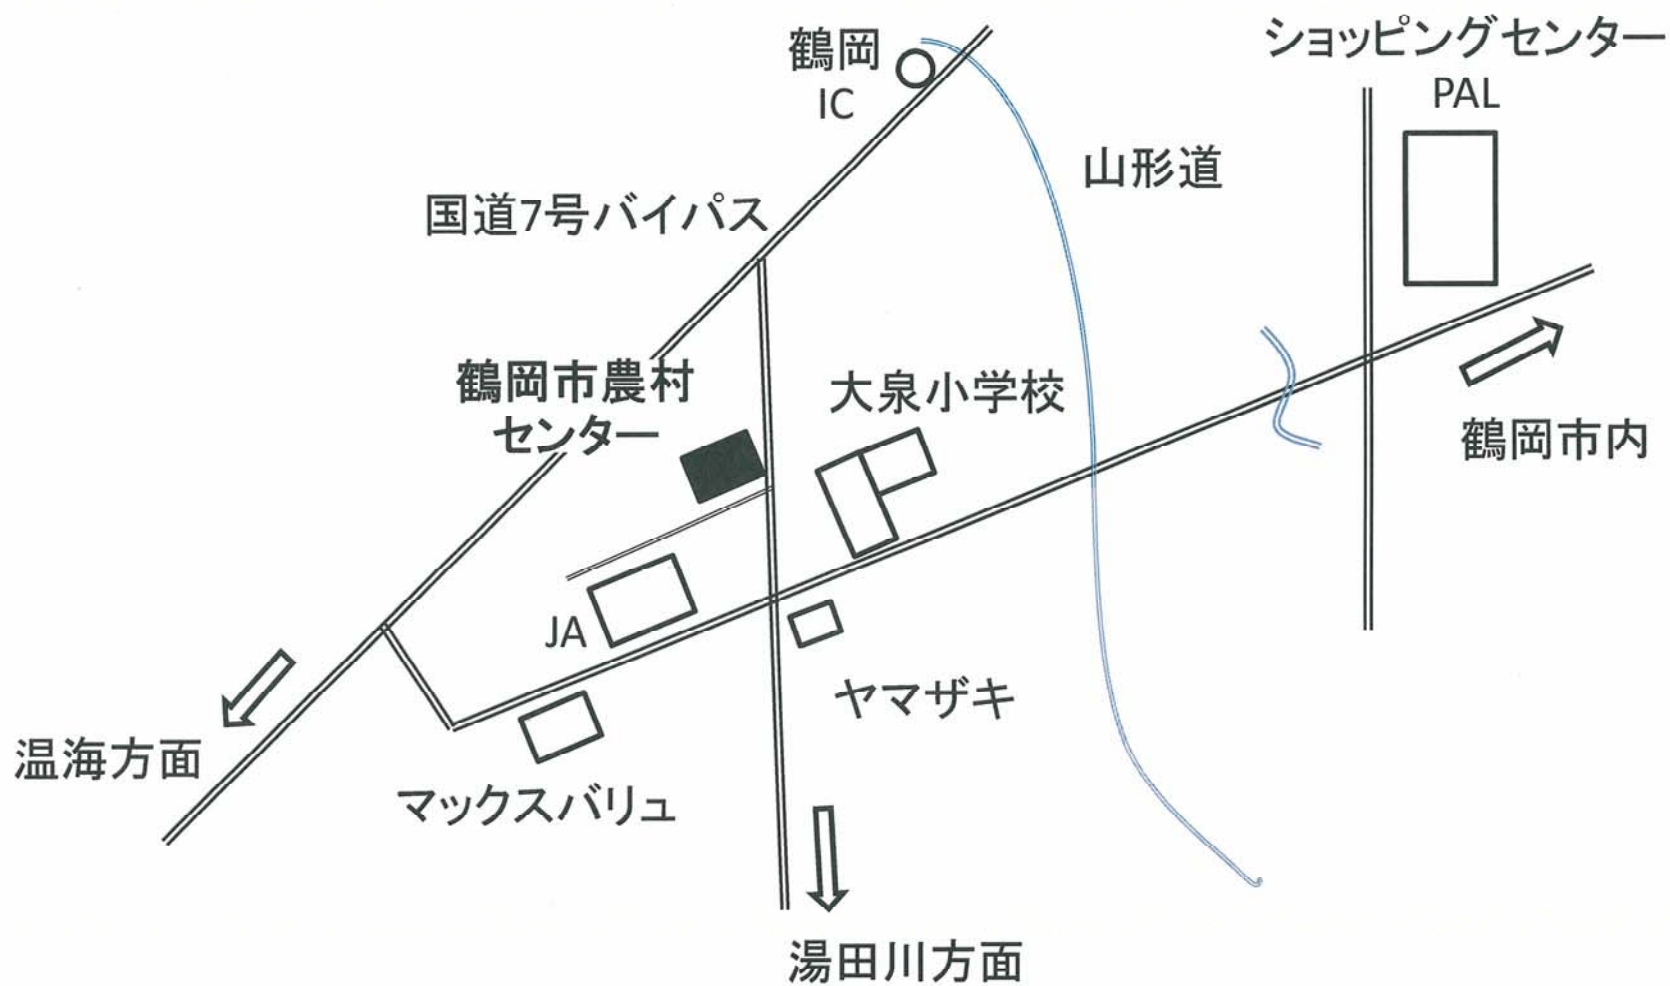 ショッピングセンター
PAL
鶴岡
IC
山形道
国道7号バイパス
鶴岡市農村
センター
大泉小学校
鶴岡市内
JA
ヤマザキ
温海方面
マックスバリュ
湯田川方面